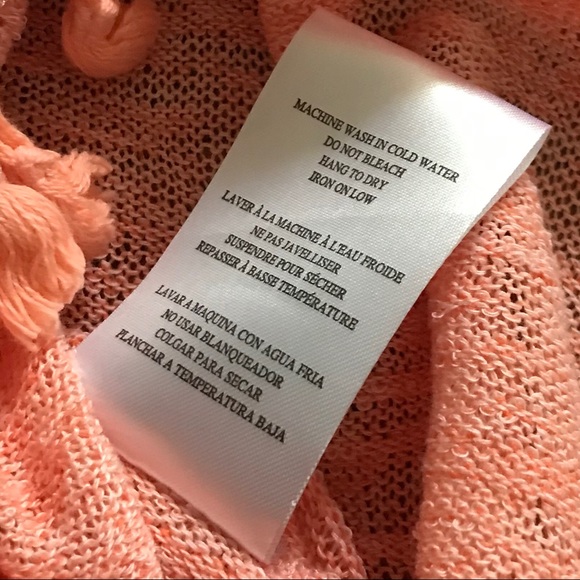 MACHINE WASH IN COLD WATER
DO NOT BLEACH
HANG TO DRY
IRON ON LOW
LAVER À LA MACHINE À L'EAU FROIDE
NE PAS JAVELLISER
SUSPENDRE POUR SÉCHER
REPASSER À BASSE TEMPÉRATURE
LAVAR A MAQUINA CON AGUA FRIA
NO USAR BLANQUEADOR
COLGAR PARA SECAR
PLANCHAR A TEMPERATURA BAJA